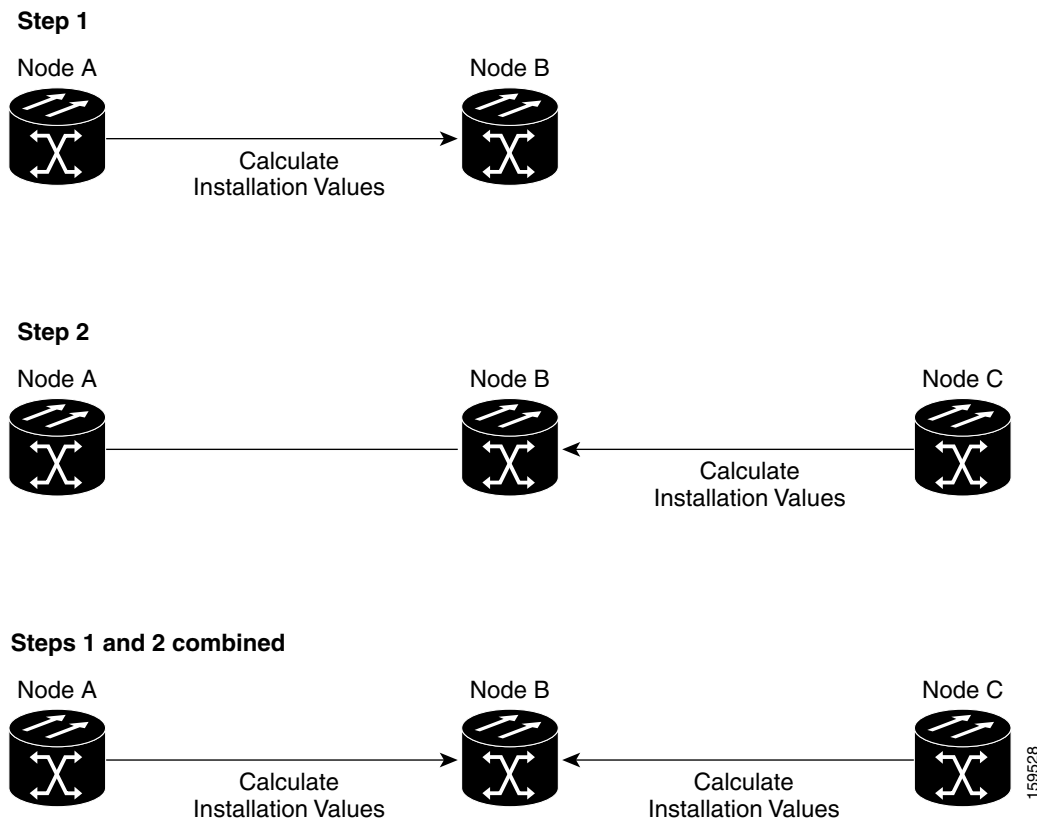 Step 1
Node A
Node B
Calculate
Installation Values
Step 2
Node A
Node B
Node C
Calculate
Installation Values
Steps 1 and 2 combined
Node A
Node B
Node C
Calculate
Installation Values
Calculate
Installation Values
159528